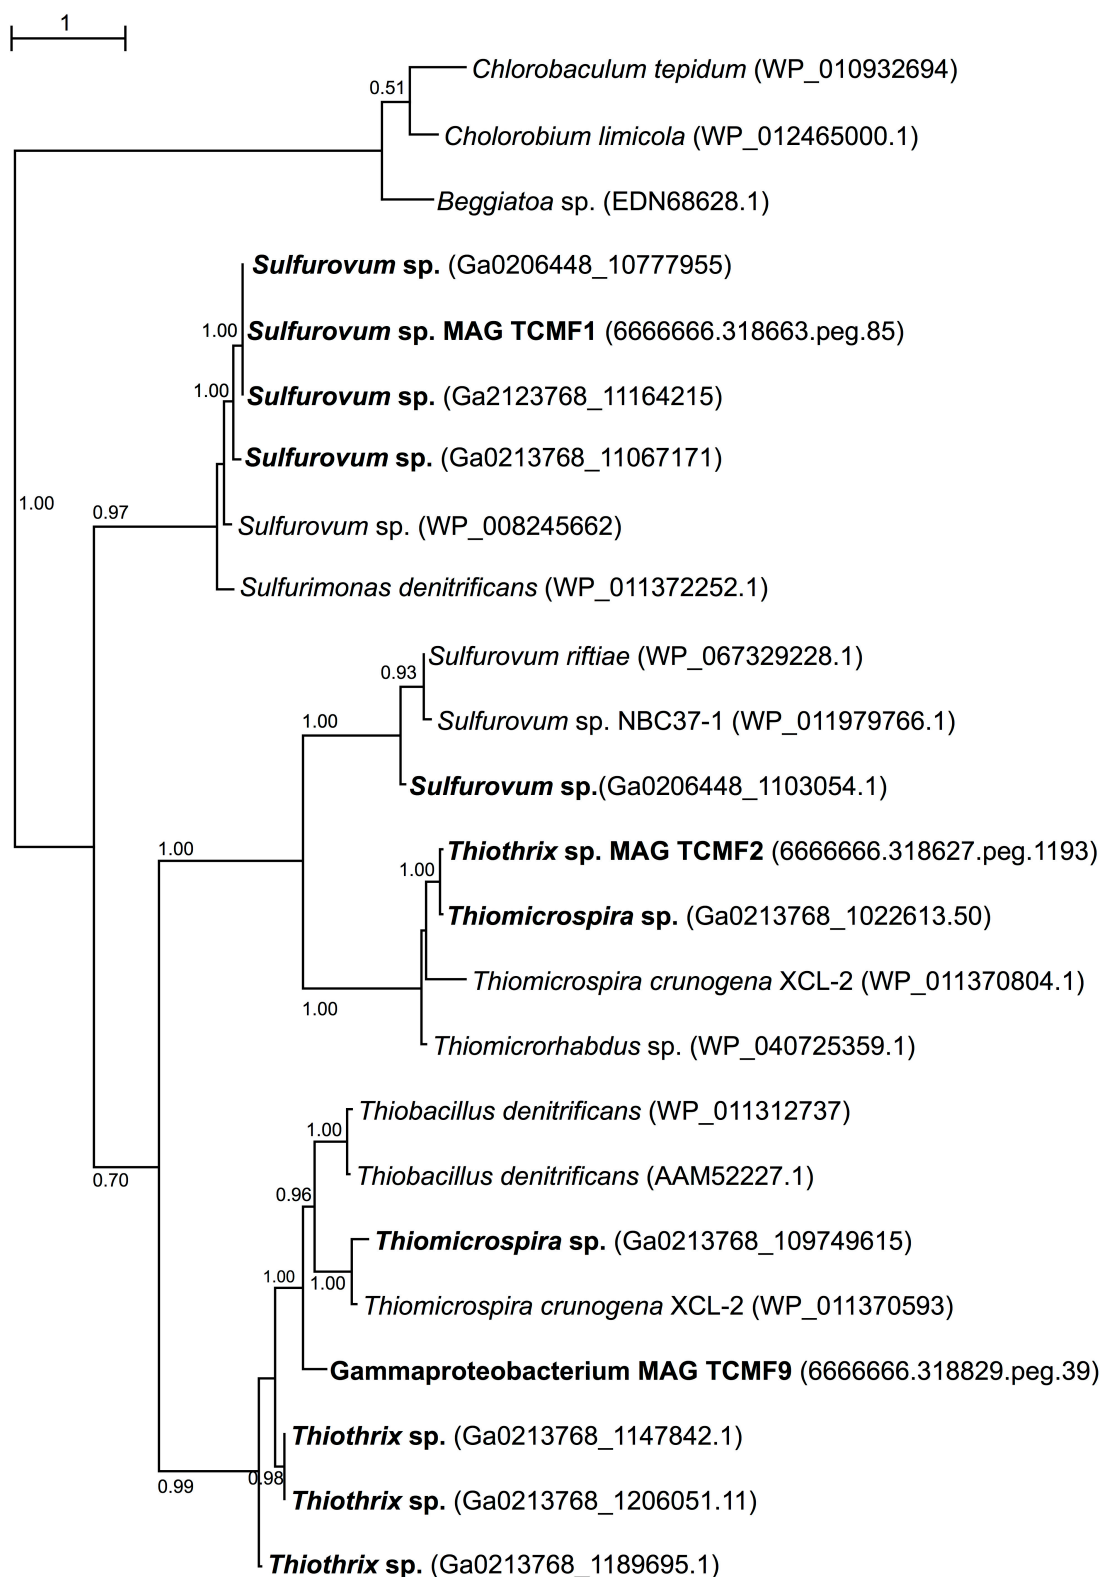 1
Chlorobaculum tepidum (WP_010932694)
0.51
Cholorobium limicola (WP_012465000.1)
Beggiatoa sp. (EDN68628.1)
Sulfurovum sp. (Ga0206448_10777955)
1.00
Sulfurovum sp. MAG TCMF1 (6666666.318663.peg.85)
1.00
Sulfurovum sp. (Ga2123768_11164215)
Sulfurovum sp. (Ga0213768_11067171)
1.00
0.97
Sulfurovum sp. (WP_008245662)
Sulfurimonas denitrificans (WP_011372252.1)
Sulfurovum riftiae (WP_067329228.1)
0.93
1.00
Sulfurovum sp. NBC37-1 (WP_011979766.1)
Sulfurovum sp.(Ga0206448_1103054.1)
1.00
Thiothrix sp. MAG TCMF2 (6666666.318627.peg.1193)
1.00
Thiomicrospira sp. (Ga0213768_1022613.50)
Thiomicrospira crunogena XCL-2 (WP_011370804.1)
1.00
Thiomicrorhabdus sp. (WP_040725359.1)
Thiobacillus denitrificans (WP_011312737)
1.00
Thiobacillus denitrificans (AAM52227.1)
0.70
0.96
Thiomicrospira sp. (Ga0213768_109749615)
1.00
1.00
Thiomicrospira crunogena XCL-2 (WP_011370593)
Gammaproteobacterium MAG TCMF9 (6666666.318829.peg.39)
Thiothrix sp. (Ga0213768_1147842.1)
0.98
0.99
Thiothrix sp. (Ga0213768_1206051.11)
Thiothrix sp. (Ga0213768_1189695.1)